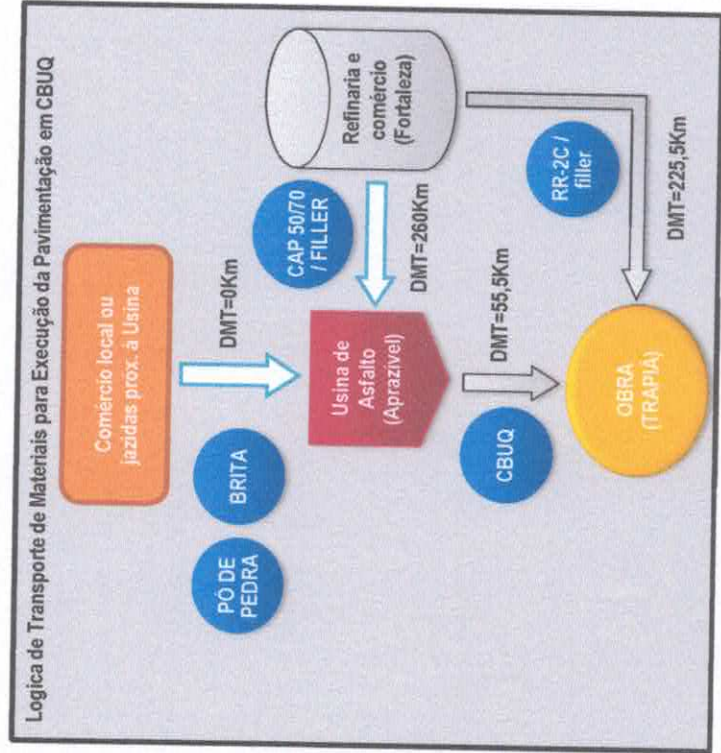 Logica de Transporte de Materiais para Execução da Pavimentação em CBUQ
Comércio local ou
jazidas prox. à Usina
PÓ DE
PEDRA
BRITA
DMT=0Km
Usina de
Asfalto
(Aprazível)
CAP 50/70
/ FILLER
DMT=260Km
Refinaria e
comércio
(Fortaleza)
CBUQ
DMT=55,5Km
RR-2C /
filler
DMT=225,5Km
OBRA
(TRAPIA)